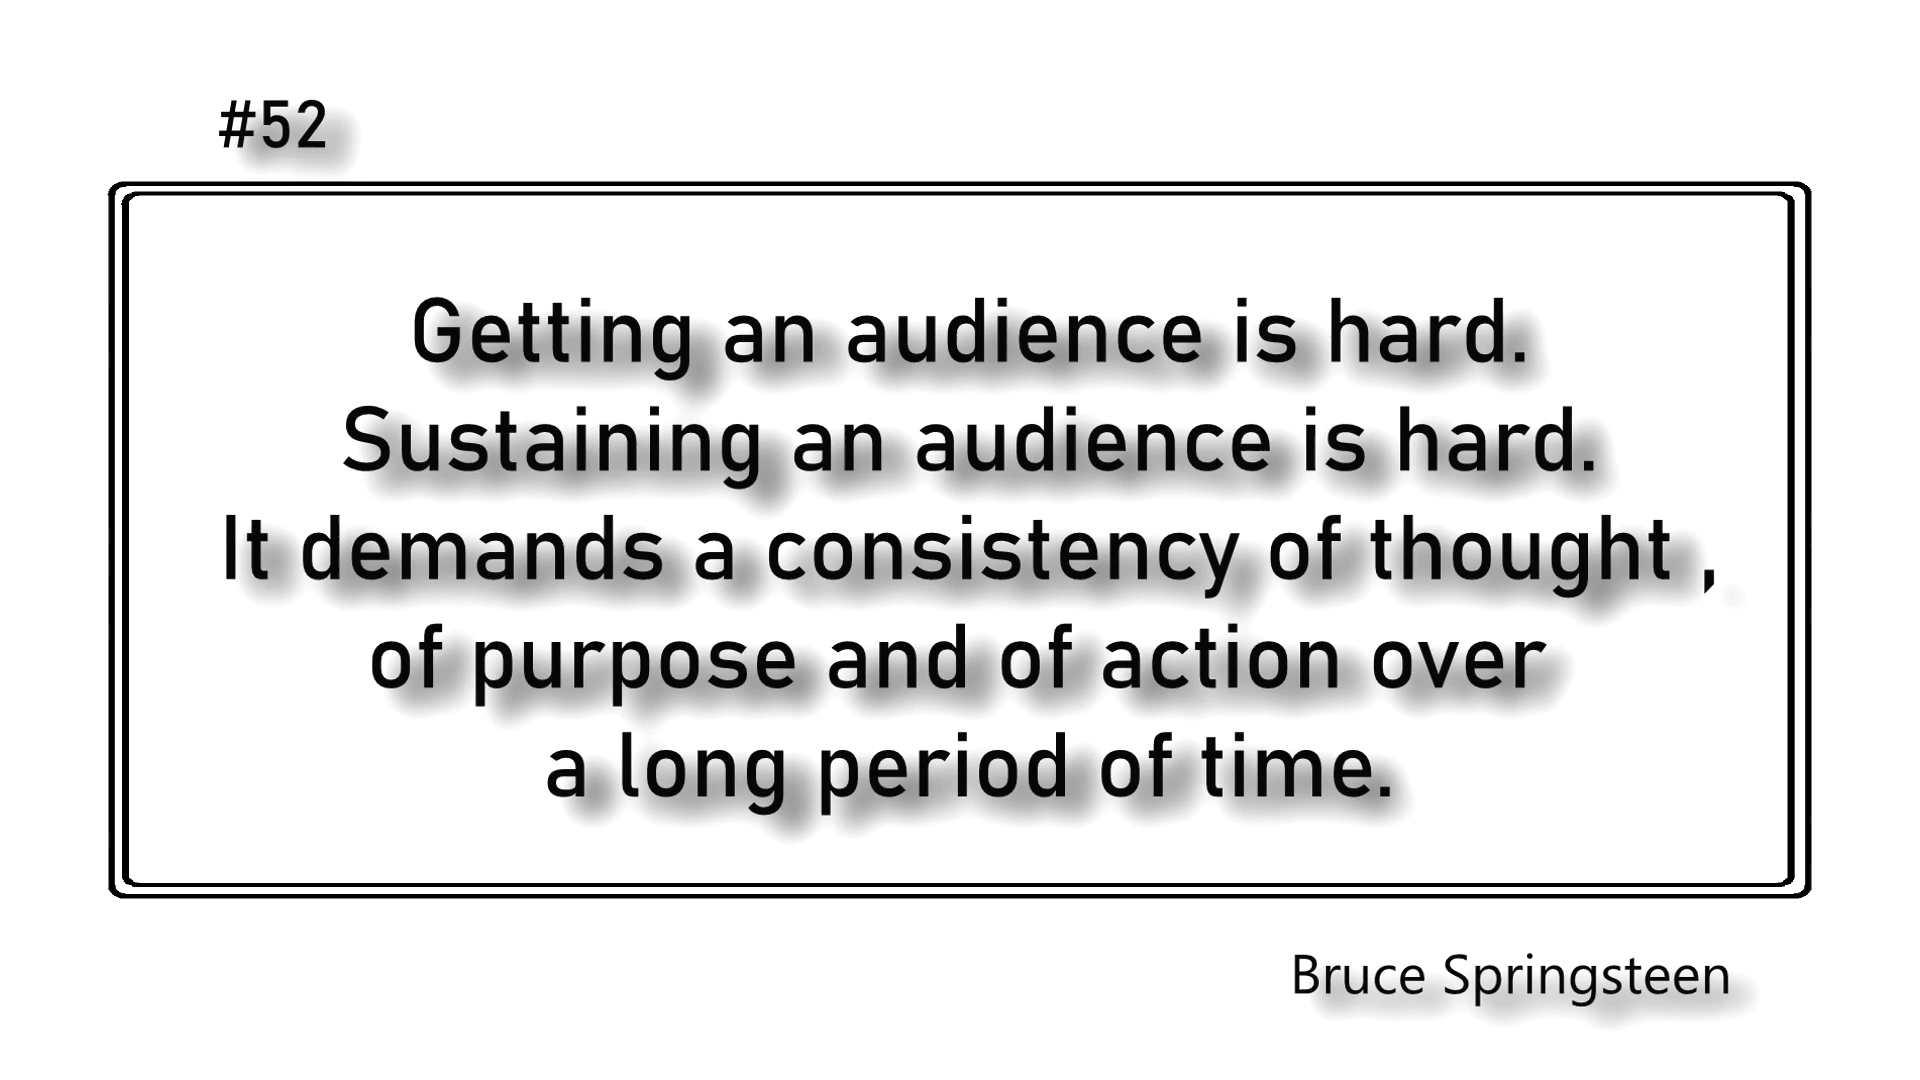 #52
Getting an audience is hard.
Sustaining an audience is hard.
It demands a consistency of thought ,
of purpose and of action over
a long period of time.
Bruce Springsteen